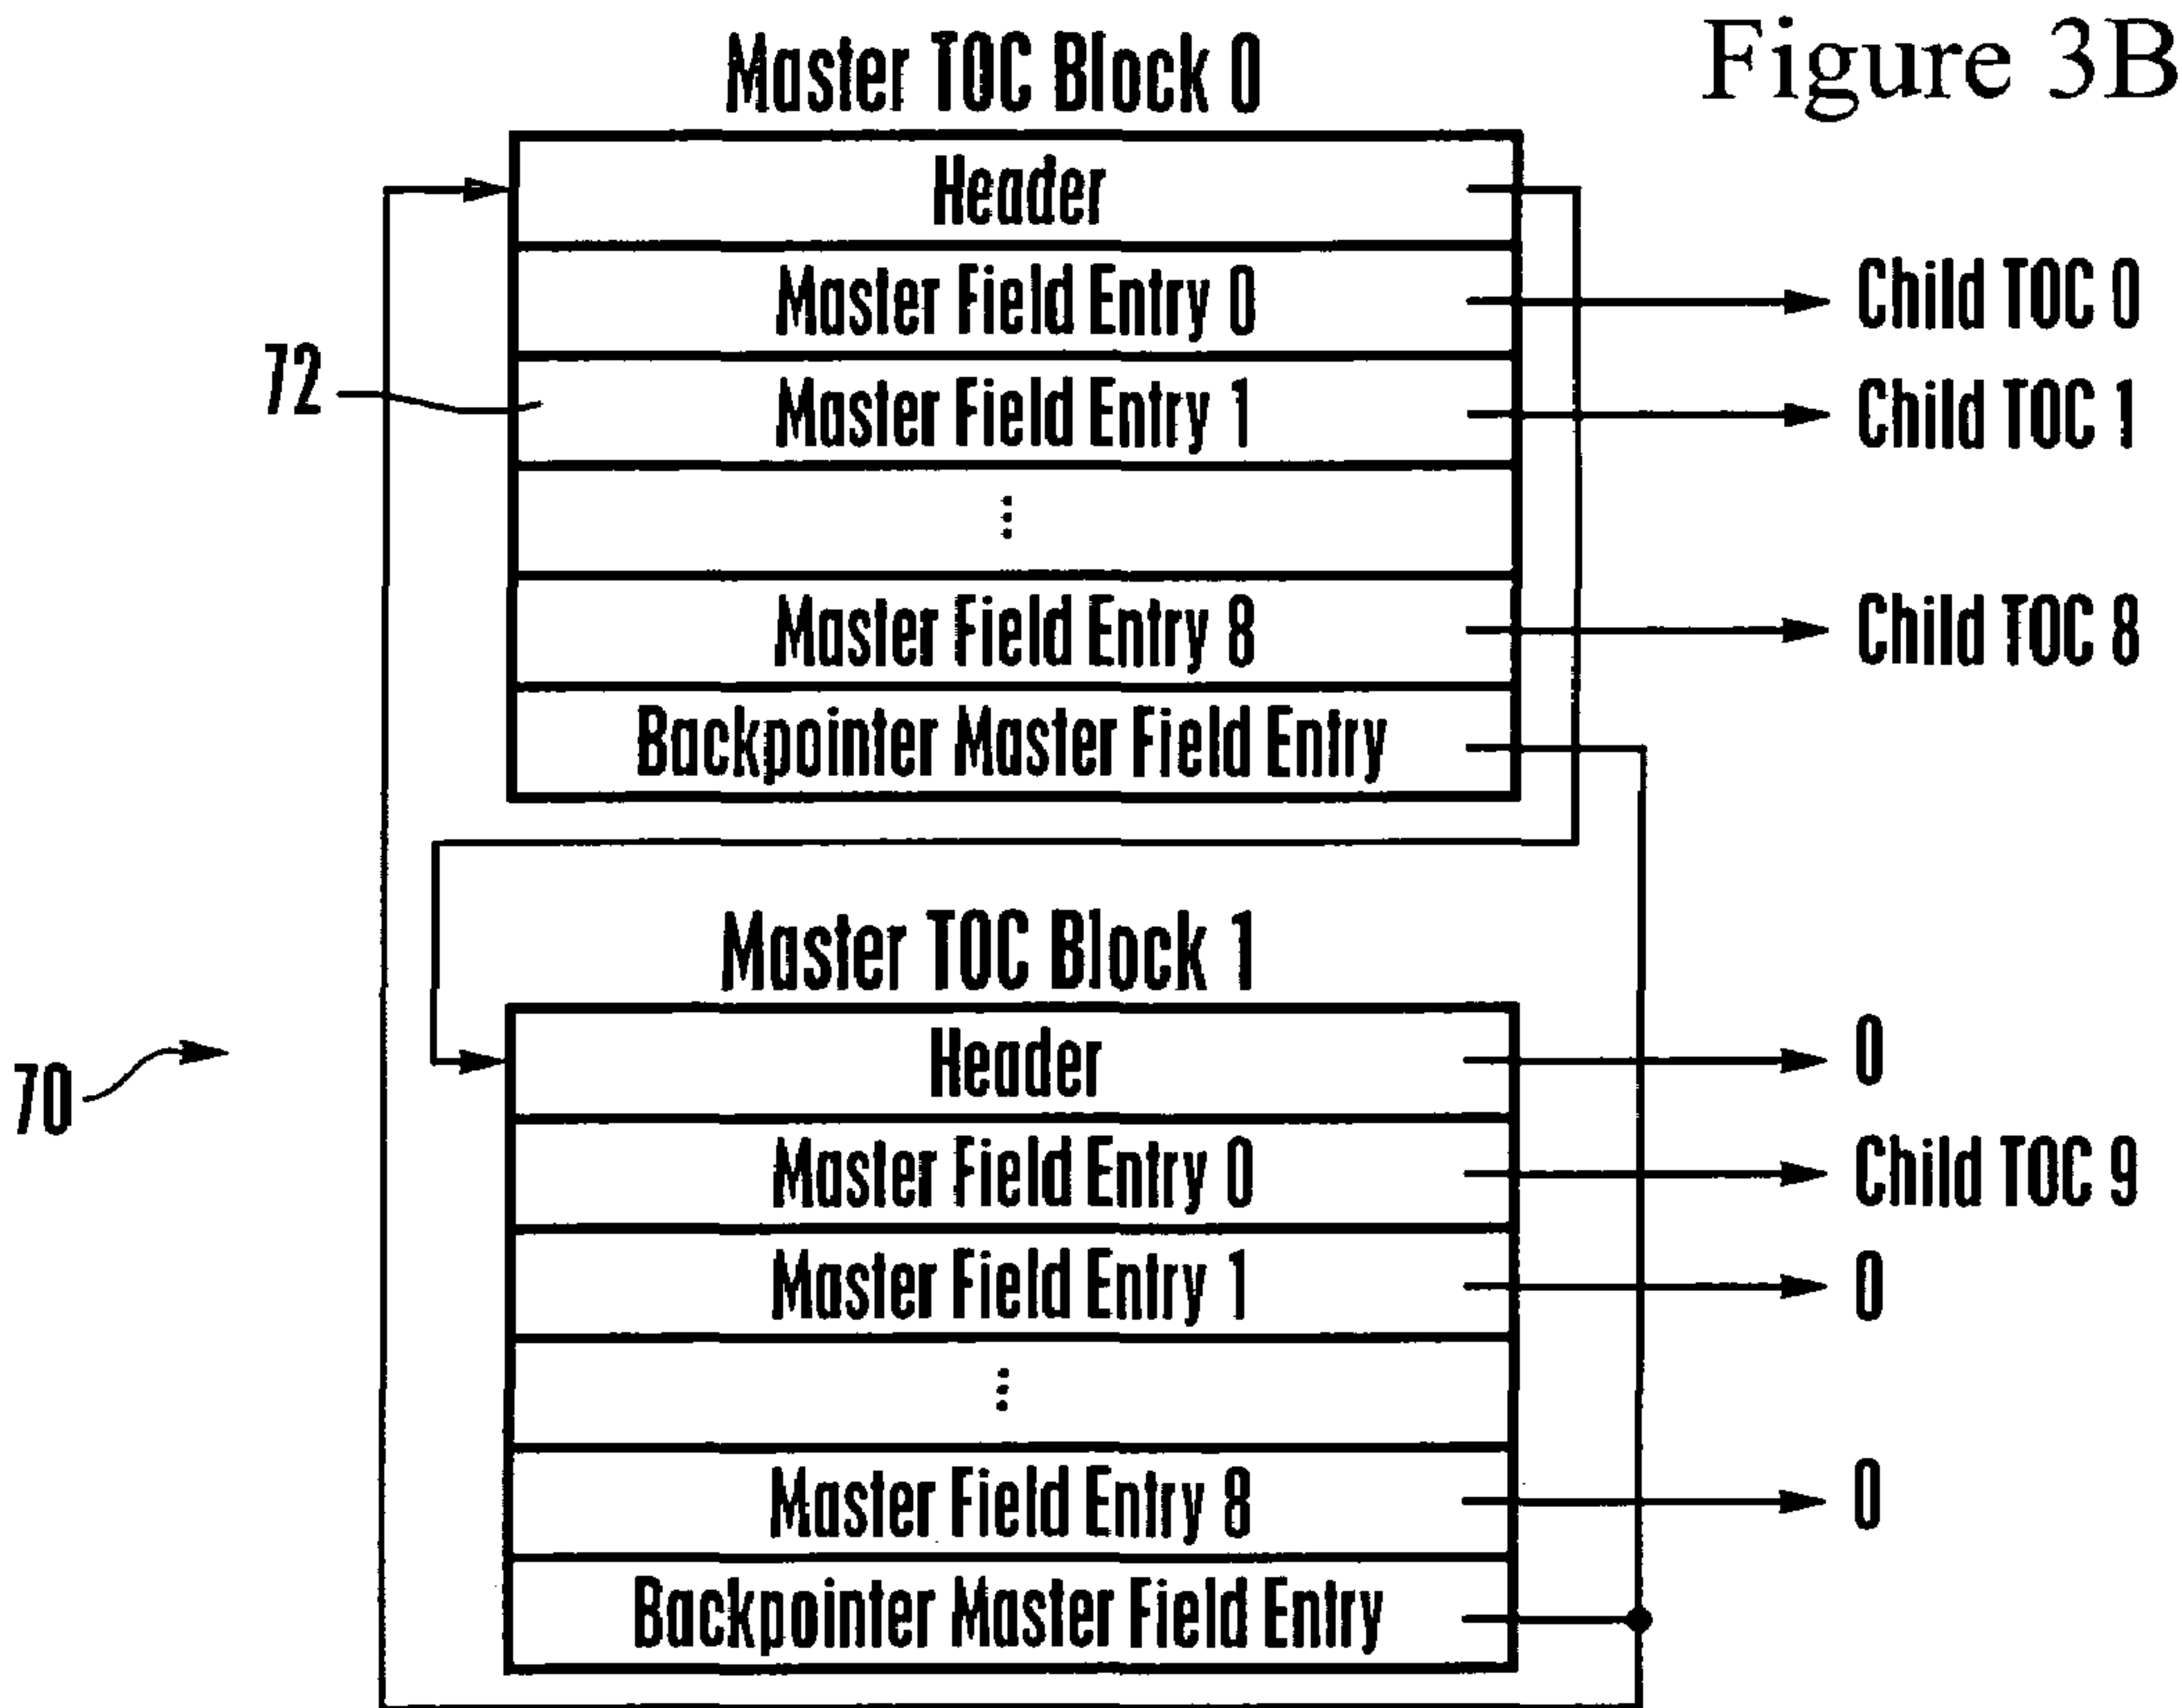 Figure 3B
Master TOC Block 0
Header
Master Field Entry 0
Child TOC 0
72
Master Field Entry 1
Child TOC 1
⋮
Master Field Entry 8
Child TOC 8
Backpointer Master Field Entry
Master TOC Block 1
Header
0
70
Master Field Entry 0
Child TOC 9
Master Field Entry 1
0
⋮
Master Field Entry 8
0
Backpointer Master Field Entry